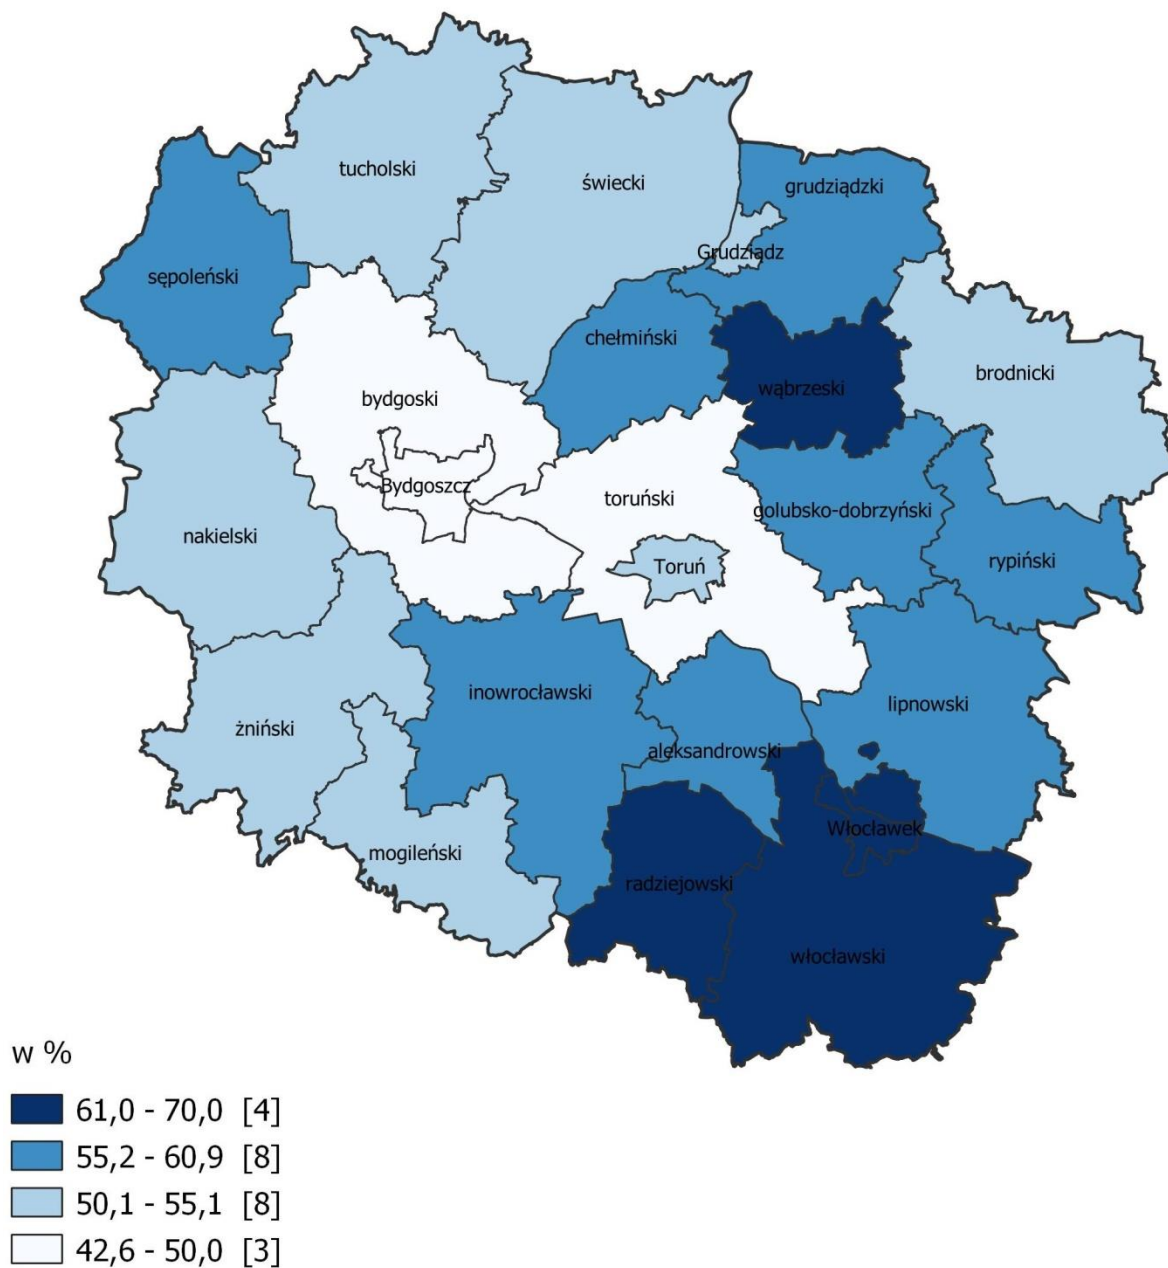 tucholski
świecki
grudziądzki
Grudziądz
sępoleński
chełmiński
brodnicki
wąbrzeski
bydgoski
Bydgoszcz
toruński
golubsko-dobrzyński
nakielski
rypiński
Toruń
inowrocławski
lipnowski
żniński
aleksandrowski
Włocławek
mogileński
radziejowski
włocławski
w %
61,0 - 70,0 [4]
55,2 - 60,9 [8]
50,1 - 55,1 [8]
42,6 - 50,0 [3]